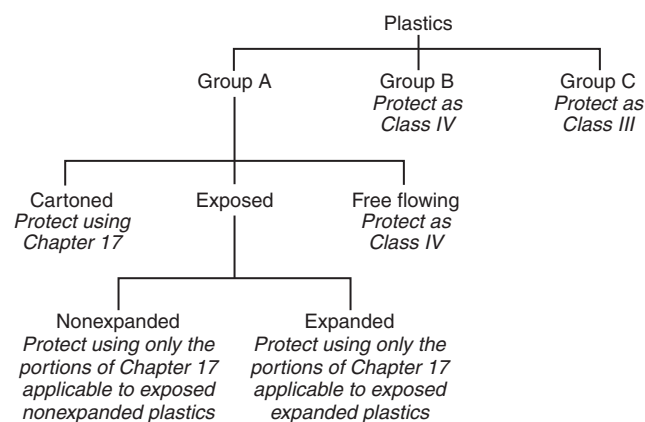 Plastics
Group A
Group B
Protect as
Class IV
Group C
Protect as
Class III
Cartoned
Protect using
Chapter 17
Exposed
Free flowing
Protect as
Class IV
Nonexpanded
Protect using only the
portions of Chapter 17
applicable to exposed
nonexpanded plastics
Expanded
Protect using only the
portions of Chapter 17
applicable to exposed
expanded plastics